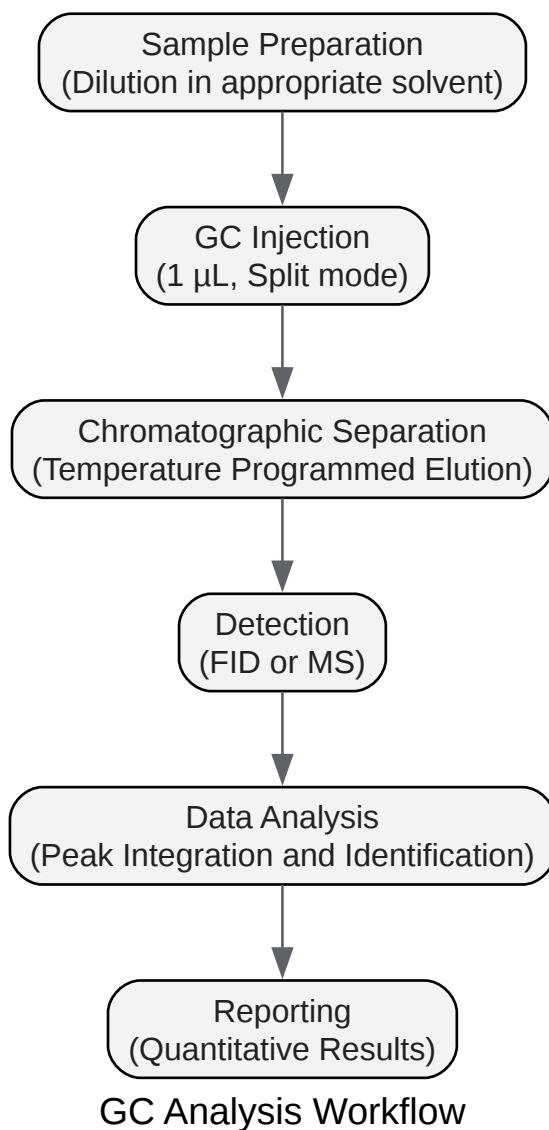 Sample Preparation
(Dilution in appropriate solvent)
GC Injection
(1 µL, Split mode)
Chromatographic Separation
(Temperature Programmed Elution)
Detection
(FID or MS)
Data Analysis
(Peak Integration and Identification)
Reporting
(Quantitative Results)
GC Analysis Workflow